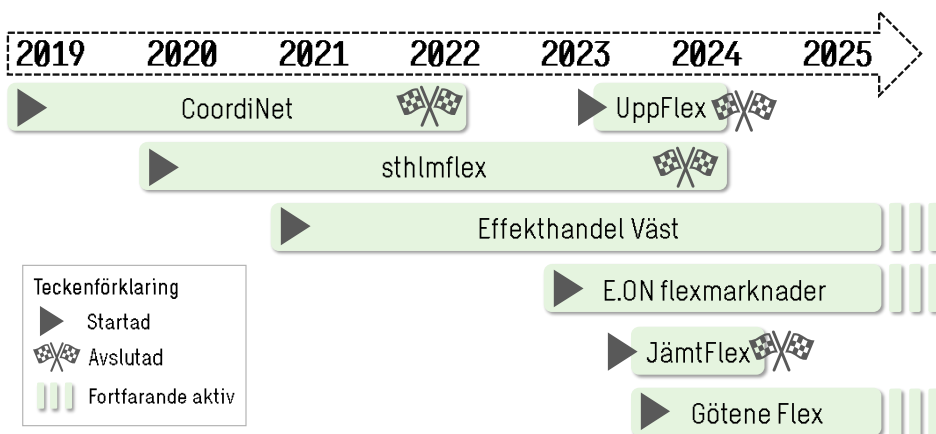 2019 2020 2021 2022 2023 2024 2025
CoordiNet
UppFlex
sthlmflex
Effekthandel Väst
E.ON flexmarknader
JämtFlex
Götene Flex
Teckenförklaring
Startad
Avslutad
Fortfarande aktiv